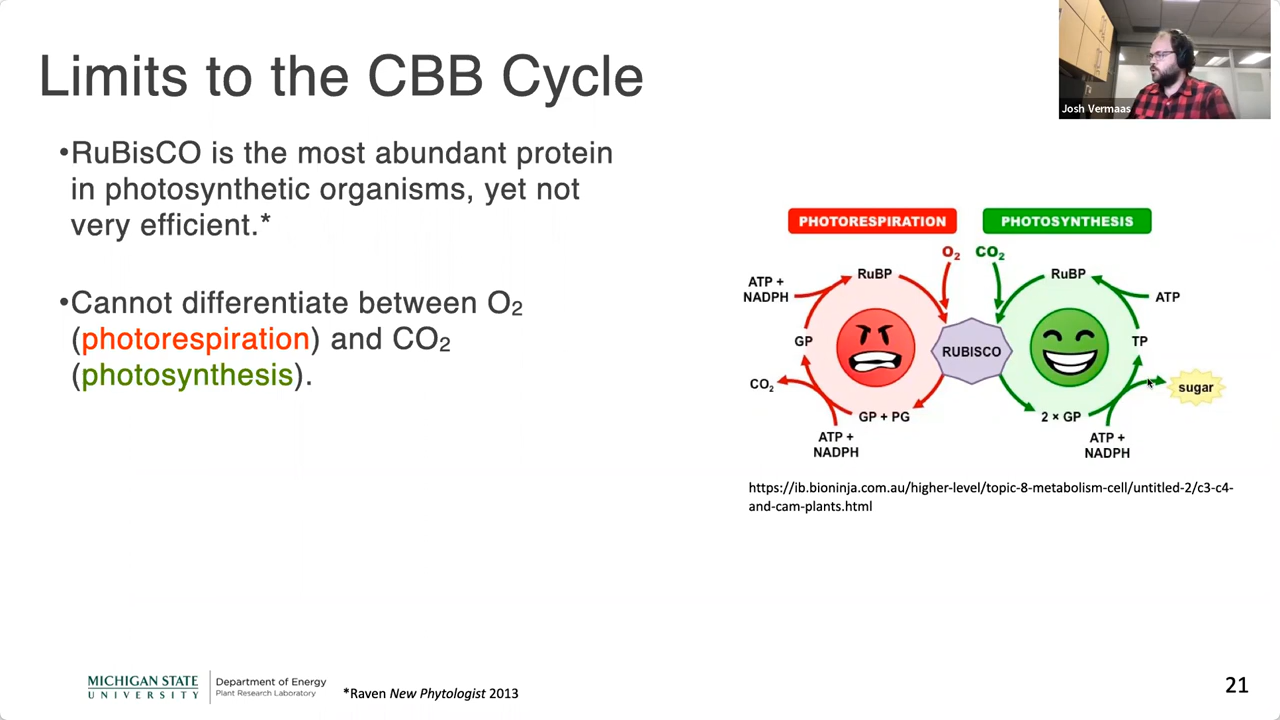 Limits to the CBB Cycle
Josh Vermaas
•RuBisCO is the most abundant protein
in photosynthetic organisms, yet not
very efficient.*
•Cannot differentiate between O₂
(photorespiration) and CO₂
(photosynthesis).
PHOTORESPIRATION
PHOTOSYNTHESIS
O₂
CO₂
RuBP
RuBP
ATP +
NADPH
ATP
GP
TP
RUBISCO
CO₂
sugar
GP + PG
2 × GP
ATP +
NADPH
ATP +
NADPH
https://ib.bioninja.com.au/higher-level/topic-8-metabolism-cell/untitled-2/c3-c4-
and-cam-plants.html
MICHIGAN STATE
UNIVERSITY
Department of Energy
Plant Research Laboratory
*Raven New Phytologist 2013
21